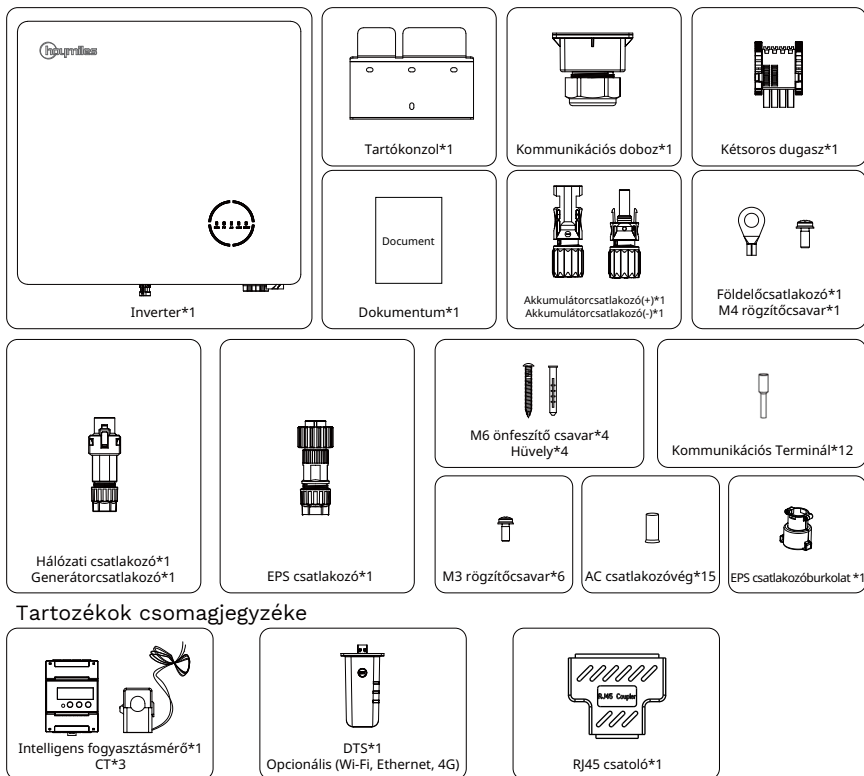 hoymiles
Tartókonzol*1
Kommunikációs doboz*1
Kétsoros dugasz*1
Inverter*1
Document
Dokumentum*1
Akkumulátorcsatlakozó(+)*1
Akkumulátorcsatlakozó(-)*1
Földelőcsatlakozó*1
M4 rögzítőcsavar*1
Hálózati csatlakozó*1
Generátorcsatlakozó*1
EPS csatlakozó*1
M6 önfeszítő csavar*4
Hüvely*4
Kommunikációs Terminál*12
M3 rögzítőcsavar*6
AC csatlakozóvég*15
EPS csatlakozóburkolat *1
Tartozékok csomagjegyzéke
Intelligens fogyasztásmérő*1
CT*3
DTS*1
Opcionális (Wi-Fi, Ethernet, 4G)
RJ45 Coupler
RJ45 csatoló*1